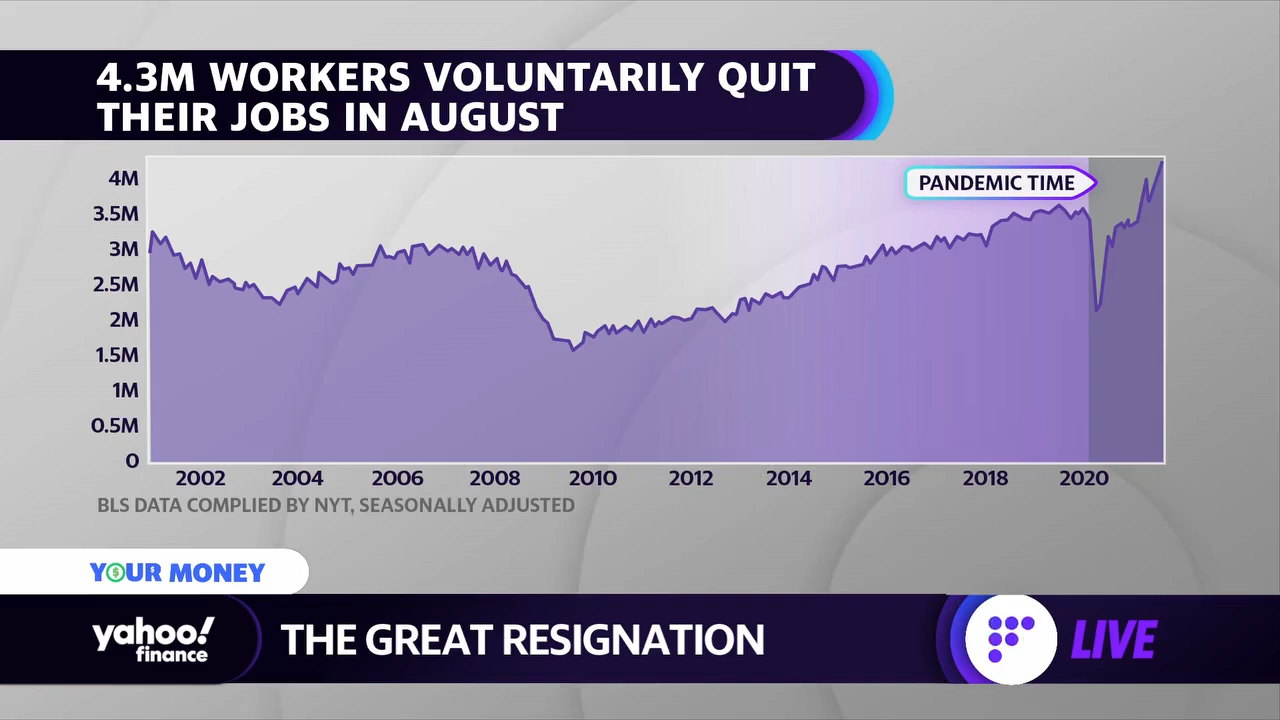 4.3M WORKERS VOLUNTARILY QUIT
THEIR JOBS IN AUGUST
PANDEMIC TIME
4M
3.5M
3M
2.5M
2M
1.5M
1M
0.5M
0
2002 2004 2006 2008 2010 2012 2014 2016 2018 2020
BLS DATA COMPLIED BY NYT, SEASONALLY ADJUSTED
YOUR MONEY
yahoo!
finance
THE GREAT RESIGNATION
LIVE